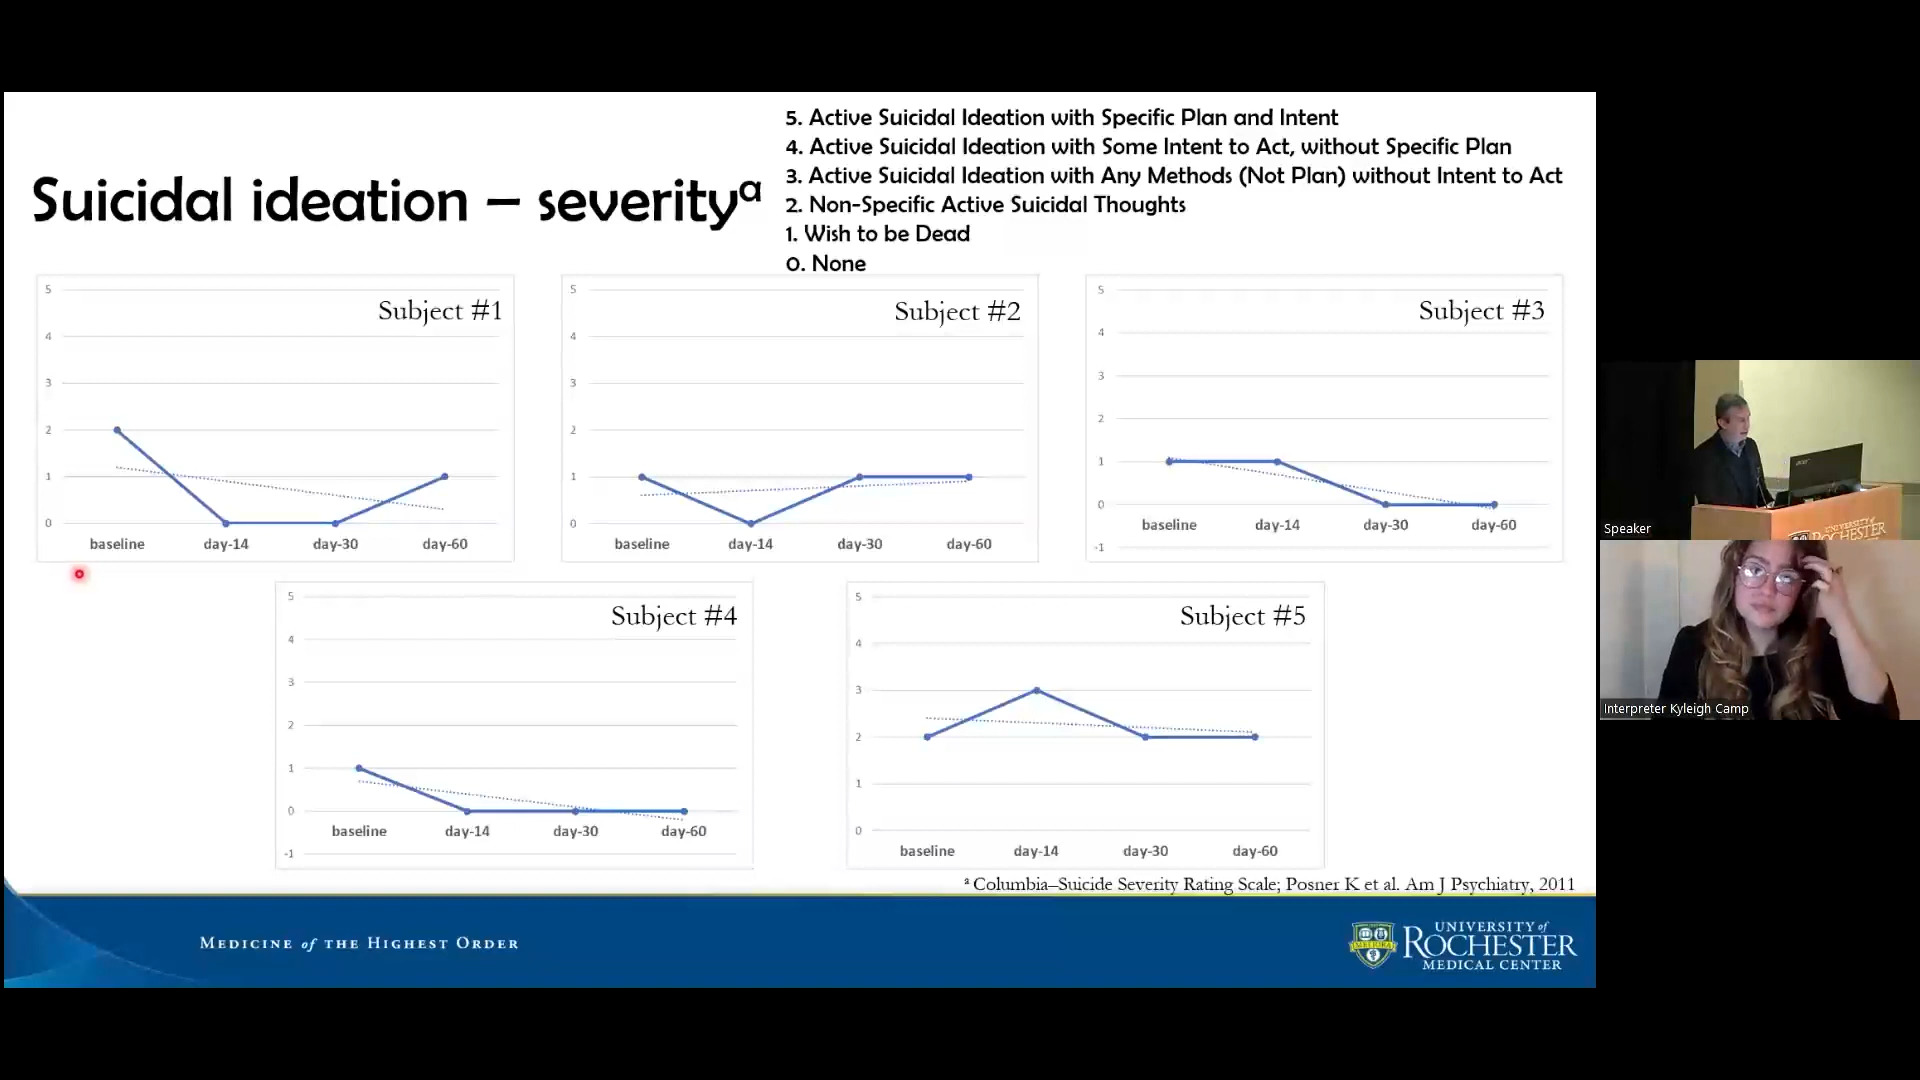 5. Active Suicidal Ideation with Specific Plan and Intent
4. Active Suicidal Ideation with Some Intent to Act, without Specific Plan
3. Active Suicidal Ideation with Any Methods (Not Plan) without Intent to Act
2. Non-Specific Active Suicidal Thoughts
1. Wish to be Dead
0. None
Suicidal ideation – severityᵃ
Subject #1
5
4
3
2
1
0
baseline day-14 day-30 day-60
Subject #2
5
4
3
2
1
0
baseline day-14 day-30 day-60
Subject #3
5
4
3
2
1
0
baseline day-14 day-30 day-60
-1
Subject #4
5
4
3
2
1
0
baseline day-14 day-30 day-60
-1
Subject #5
5
4
3
2
1
0
baseline day-14 day-30 day-60
ᵃ Columbia–Suicide Severity Rating Scale; Posner K et al. Am J Psychiatry, 2011
MEDICINE of THE HIGHEST ORDER
UNIVERSITY of
ROCHESTER
MEDICAL CENTER
MELIORA
acer
UNIVERSITY of
ROCHESTER
Speaker
Interpreter Kyleigh Camp